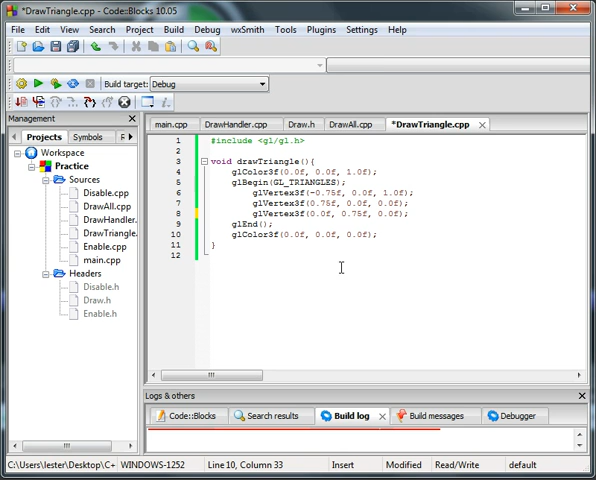 *DrawTriangle.cpp - Code::Blocks 10.05
File Edit View Search Project Build Debug wxSmith Tools Plugins Settings Help
Build target: Debug
Management
Projects Symbols R
Workspace
Practice
Sources
Disable.cpp
DrawAll.cpp
DrawHandler.
DrawTriangle.
Enable.cpp
main.cpp
Headers
Disable.h
Draw.h
Enable.h
main.cpp DrawHandler.cpp Draw.h DrawAll.cpp *DrawTriangle.cpp
1 #include <gl/gl.h>
2
3 void drawTriangle(){
4 glColor3f(0.0f, 0.0f, 1.0f);
5 glBegin(GL_TRIANGLES);
6 glVertex3f(-0.75f, 0.0f, 1.0f);
7 glVertex3f(0.75f, 0.0f, 0.0f);
8 glVertex3f(0.0f, 0.75f, 0.0f);
9 glEnd();
10 glColor3f(0.0f, 0.0f, 0.0f);
11 }
12
Logs & others
Code::Blocks Search results Build log Build messages Debugger
C:\Users\lester\Desktop\C+ WINDOWS-1252 Line 10, Column 33 Insert Modified Read/Write default